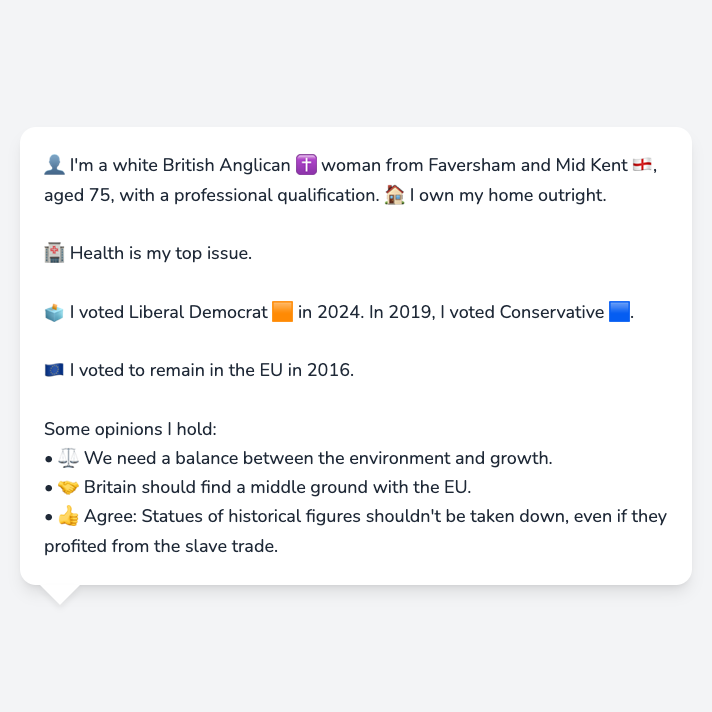 👤 I'm a white British Anglican ✝️ woman from Faversham and Mid Kent 🏴󠁧󠁢󠁥󠁮󠁧󠁿,
aged 75, with a professional qualification. 🏠 I own my home outright.
🏥 Health is my top issue.
🗳️ I voted Liberal Democrat 🟧 in 2024. In 2019, I voted Conservative 🟦.
🇪🇺 I voted to remain in the EU in 2016.
Some opinions I hold:
• ⚖️ We need a balance between the environment and growth.
• 🤝 Britain should find a middle ground with the EU.
• 👍 Agree: Statues of historical figures shouldn't be taken down, even if they
profited from the slave trade.